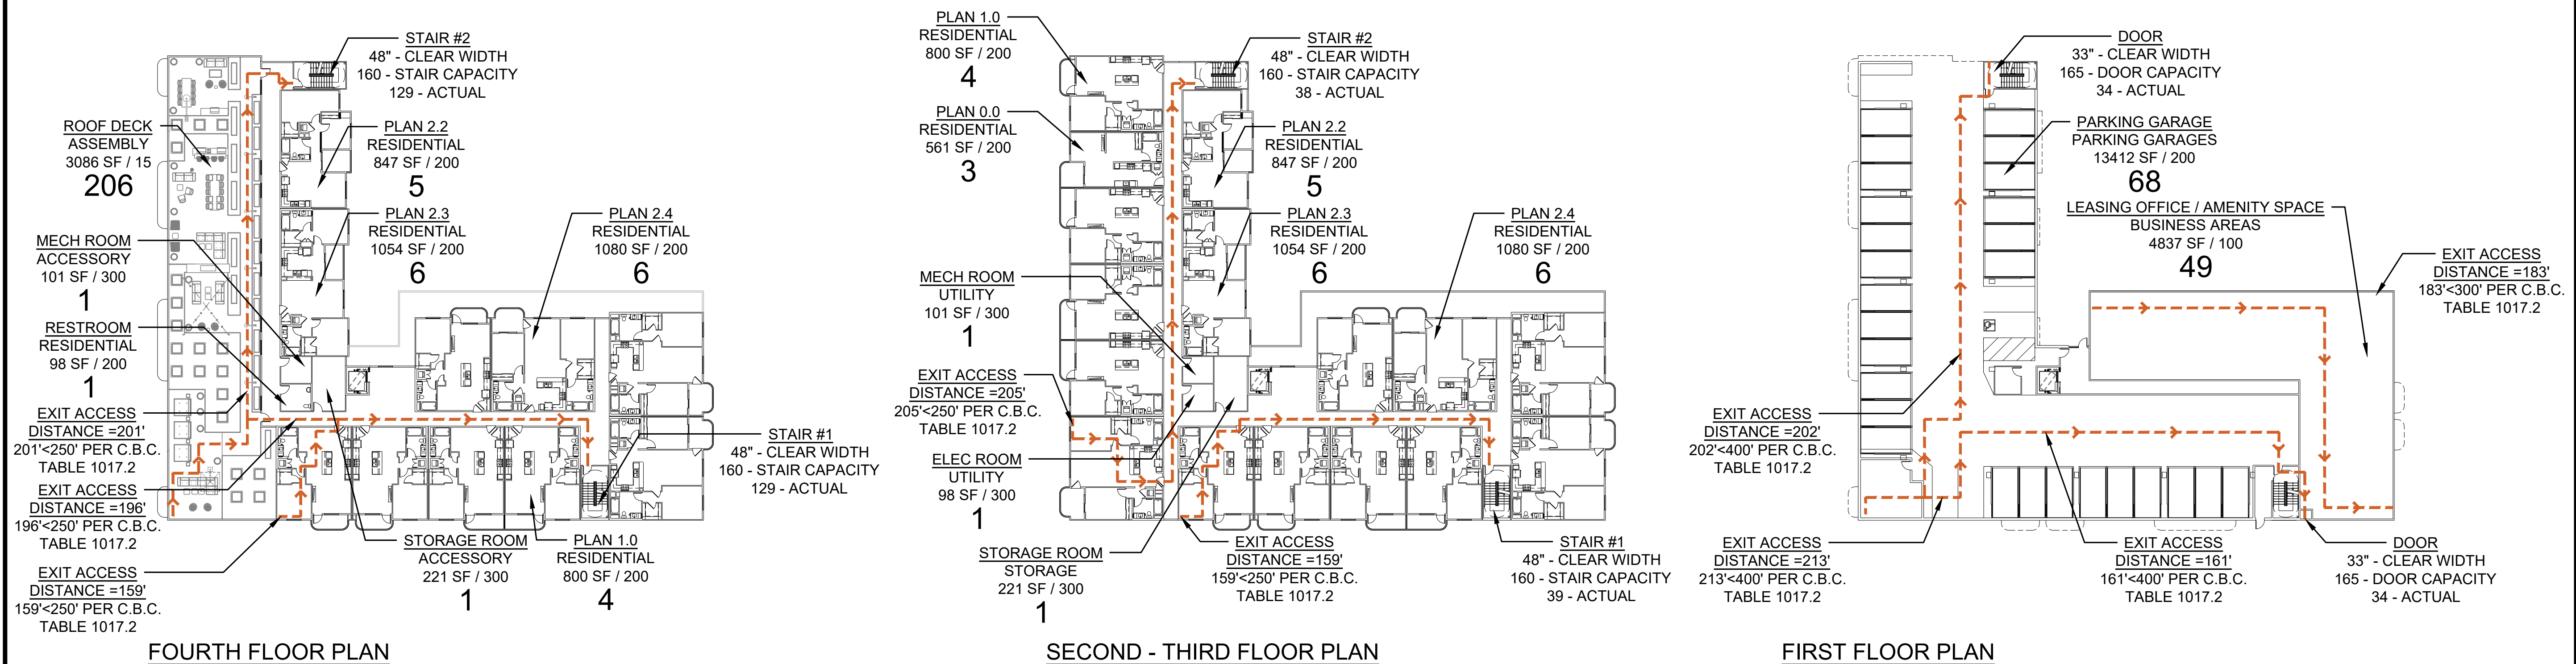 STAIR #2
48" - CLEAR WIDTH
160 - STAIR CAPACITY
129 - ACTUAL
ROOF DECK
ASSEMBLY
3086 SF / 15
206
PLAN 2.2
RESIDENTIAL
847 SF / 200
5
PLAN 2.3
RESIDENTIAL
1054 SF / 200
6
PLAN 2.4
RESIDENTIAL
1080 SF / 200
6
MECH ROOM
ACCESSORY
101 SF / 300
1
RESTROOM
RESIDENTIAL
98 SF / 200
1
EXIT ACCESS
DISTANCE =201'
201'<250' PER C.B.C.
TABLE 1017.2
EXIT ACCESS
DISTANCE =196'
196'<250' PER C.B.C.
TABLE 1017.2
EXIT ACCESS
DISTANCE =159'
159'<250' PER C.B.C.
TABLE 1017.2
STORAGE ROOM
ACCESSORY
221 SF / 300
1
PLAN 1.0
RESIDENTIAL
800 SF / 200
4
STAIR #1
48" - CLEAR WIDTH
160 - STAIR CAPACITY
129 - ACTUAL
FOURTH FLOOR PLAN
PLAN 1.0
RESIDENTIAL
800 SF / 200
4
PLAN 0.0
RESIDENTIAL
561 SF / 200
3
STAIR #2
48" - CLEAR WIDTH
160 - STAIR CAPACITY
38 - ACTUAL
PLAN 2.2
RESIDENTIAL
847 SF / 200
5
PLAN 2.3
RESIDENTIAL
1054 SF / 200
6
PLAN 2.4
RESIDENTIAL
1080 SF / 200
6
MECH ROOM
UTILITY
101 SF / 300
1
EXIT ACCESS
DISTANCE =205'
205'<250' PER C.B.C.
TABLE 1017.2
ELEC ROOM
UTILITY
98 SF / 300
1
STORAGE ROOM
STORAGE
221 SF / 300
1
EXIT ACCESS
DISTANCE =159'
159'<250' PER C.B.C.
TABLE 1017.2
STAIR #1
48" - CLEAR WIDTH
160 - STAIR CAPACITY
39 - ACTUAL
SECOND - THIRD FLOOR PLAN
DOOR
33" - CLEAR WIDTH
165 - DOOR CAPACITY
34 - ACTUAL
PARKING GARAGE
PARKING GARAGES
13412 SF / 200
68
LEASING OFFICE / AMENITY SPACE
BUSINESS AREAS
4837 SF / 100
49
EXIT ACCESS
DISTANCE =183'
183'<300' PER C.B.C.
TABLE 1017.2
EXIT ACCESS
DISTANCE =202'
202'<400' PER C.B.C.
TABLE 1017.2
EXIT ACCESS
DISTANCE =213'
213'<400' PER C.B.C.
TABLE 1017.2
EXIT ACCESS
DISTANCE =161'
161'<400' PER C.B.C.
TABLE 1017.2
DOOR
33" - CLEAR WIDTH
165 - DOOR CAPACITY
34 - ACTUAL
FIRST FLOOR PLAN